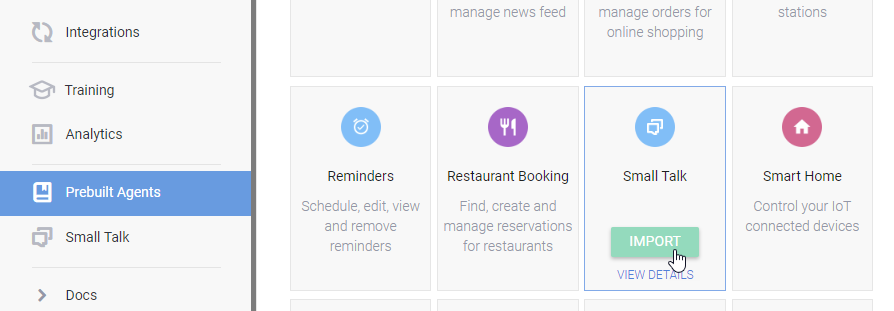 Integrations
Training
Analytics
Prebuilt Agents
Small Talk
Docs
manage news feed
manage orders for
online shopping
stations
Reminders
Schedule, edit, view
and remove
reminders
Restaurant Booking
Find, create and
manage reservations
for restaurants
Small Talk
IMPORT
VIEW DETAILS
Smart Home
Control your IoT
connected devices